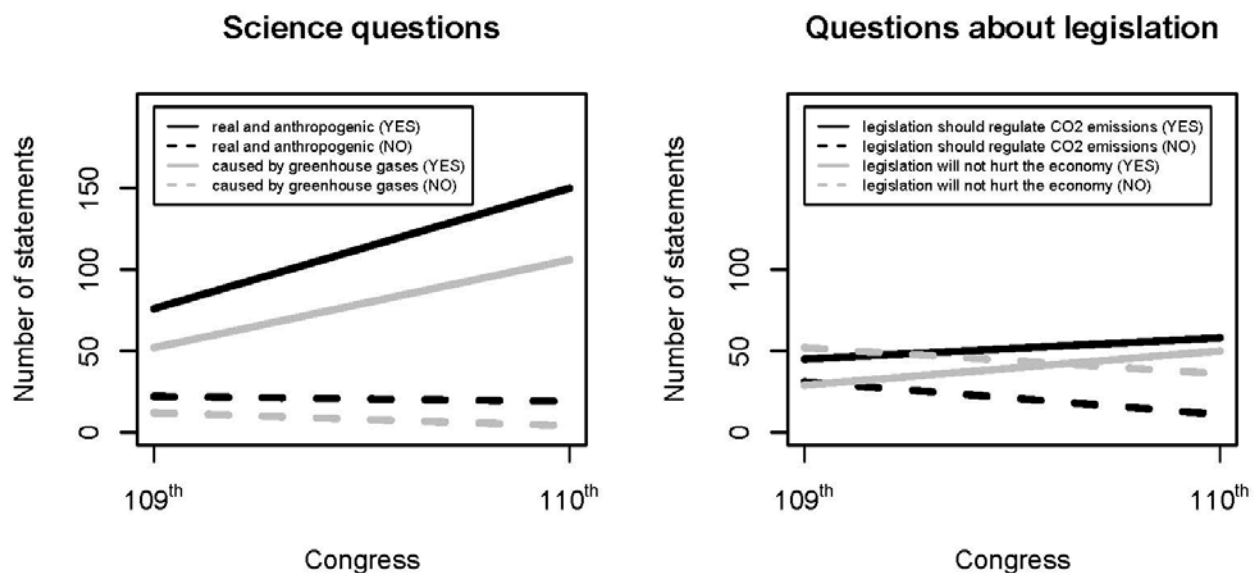 Science questions
Number of statements
150
100
50
0
real and anthropogenic (YES)
real and anthropogenic (NO)
caused by greenhouse gases (YES)
caused by greenhouse gases (NO)
109th
110th
Congress
Questions about legislation
Number of statements
100
50
0
legislation should regulate CO2 emissions (YES)
legislation should regulate CO2 emissions (NO)
legislation will not hurt the economy (YES)
legislation will not hurt the economy (NO)
109th
110th
Congress